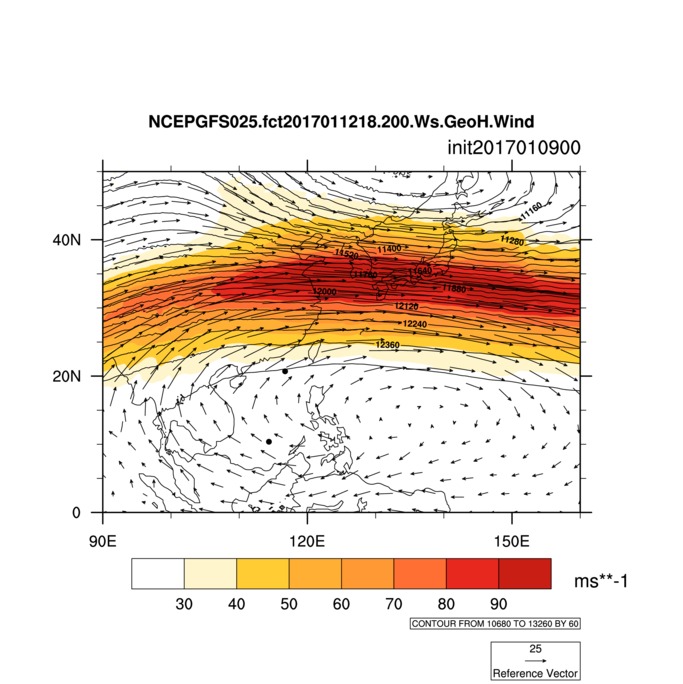 NCEPGFS025.fct2017011218.200.Ws.GeoH.Wind
init2017010900
11160
40N
11280
11400
11520
11640
11760
11880
12000
12120
12240
12360
20N
0
90E 120E 150E
ms**-1
30 40 50 60 70 80 90
CONTOUR FROM 10680 TO 13260 BY 60
25
Reference Vector